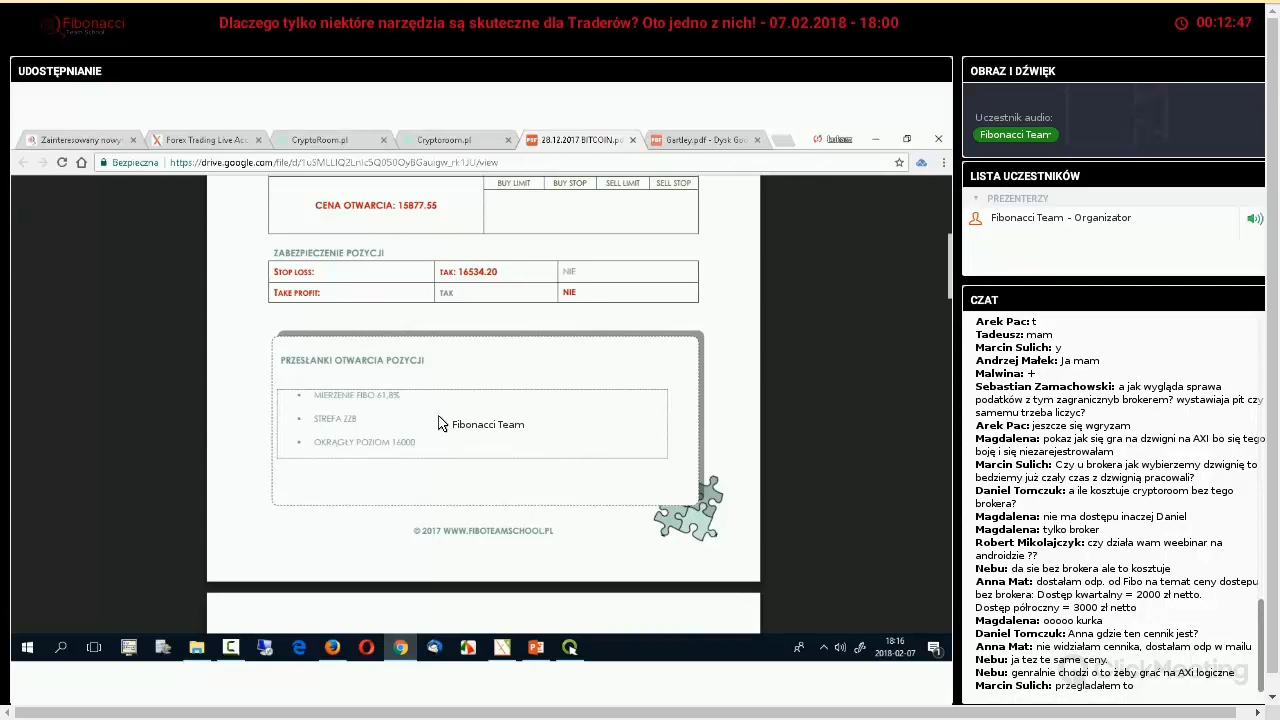 Fibonacci
Team School
Dlaczego tylko niektóre narzędzia są skuteczne dla Traderów? Oto jedno z nich! - 07.02.2018 - 18:00
00:12:47
UDOSTĘPNIANIE
Zainteresowany nowy
Forex Trading Live Acc
CryptoRoom.pl
Cryptoroom.pl
28.12.2017 BITCOIN.p
Gartley.pdf - Dysk Goo
Bezpieczna
BUY LIMIT BUY STOP SELL LIMIT SELL STOP
CENA OTWARCIA: 15877.55
ZABEZPIECZENIE POZYCJI
STOP LOSS: TAK: 16534.20 NIE
TAKE PROFIT: TAK NIE
PRZESŁANKI OTWARCIA POZYCJI
• MIERZENIE FIBO 61,8%
• STREFA ZZB
• OKRĄGŁY POZIOM 16000
Fibonacci Team
© 2017 WWW.FIBOTEAMSCHOOL.PL
18:16
2018-02-07
OBRAZ I DŹWIĘK
Uczestnik audio:
Fibonacci Team
LISTA UCZESTNIKÓW
PREZENTERZY
Fibonacci Team - Organizator
CZAT
Arek Pac: t
Tadeusz: mam
Marcin Sulich: y
Andrzej Małek: Ja mam
Malwina: +
Sebastian Zamachowski: a jak wygląda sprawa
podatków z tym zagranicznyb brokerem? wystawiaja pit czy
samemu trzeba liczyc?
Arek Pac: jeszcze się wgryzam
Magdalena: pokaz jak się gra na dzwigni na AXI bo się tego
boję i się niezarejestrowałam
Marcin Sulich: Czy u brokera jak wybierzemy dźwignię to
bedziemy już cały czas z dzwignią pracowali?
Daniel Tomczuk: a ile kosztuje cryptoroom bez tego
brokera?
Magdalena: nie ma dostępu inaczej Daniel
Magdalena: tylko broker
Robert Mikolajczyk: czy działa wam weebinar na
androidzie ??
Nebu: da sie bez brokera ale to kosztuje
Anna Mat: dostałam odp. od Fibo na temat ceny dostepu
bez brokera: Dostęp kwartalny = 2000 zł netto.
Dostęp półroczny = 3000 zł netto
Magdalena: ooooo kurka
Daniel Tomczuk: Anna gdzie ten cennik jest?
Anna Mat: nie widziałam cennika, dostałam odp w mailu
Nebu: ja tez te same ceny
Nebu: genralnie chodzi o to żeby grać na AXi logiczne
Marcin Sulich: przegladałem to
ClickMeeting